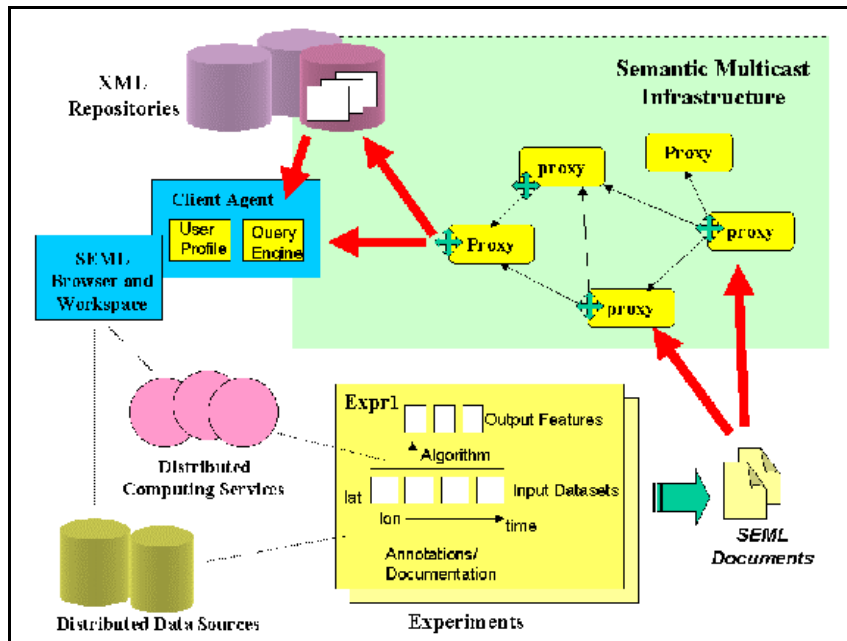 XML
Repositories
Semantic Multicast
Infrastructure
proxy
Proxy
Client Agent
User
Profile
Query
Engine
Proxy
proxy
SEML
Browser and
Workspace
proxy
Expr1
Output Features
Algorithm
Distributed
Computing Services
lat
Input Datasets
lon
time
Annotations/
Documentation
SEML
Documents
Distributed Data Sources
Experiments